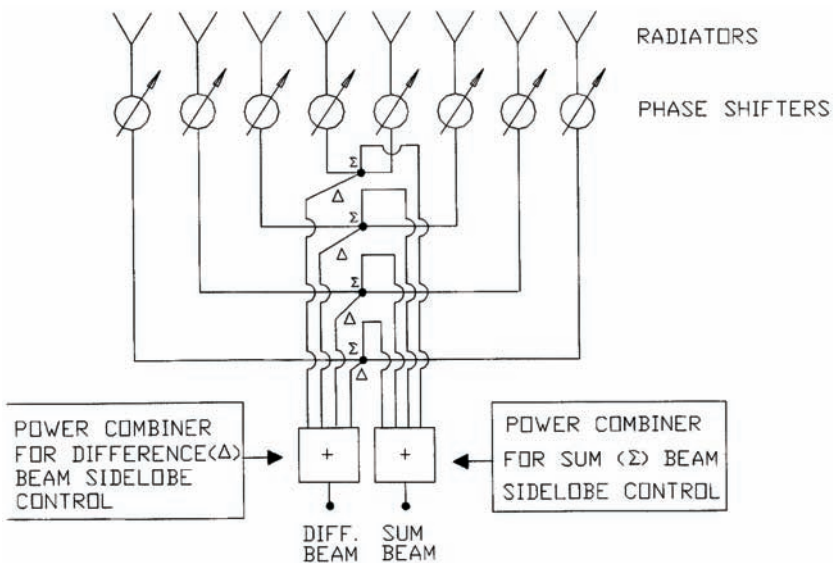 RADIATORS
PHASE SHIFTERS
Σ
Δ
Σ
Δ
Σ
Δ
Σ
Δ
POWER COMBINER
FOR DIFFERENCE(Δ)
BEAM SIDELOBE
CONTROL
+
+
POWER COMBINER
FOR SUM (Σ) BEAM
SIDELOBE CONTROL
DIFF.
BEAM
SUM
BEAM